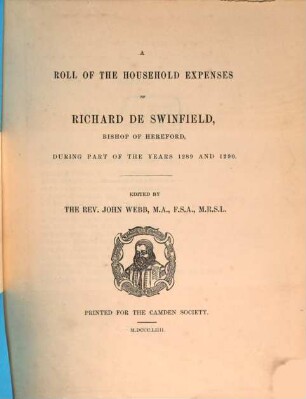 A
ROLL OF THE HOUSEHOLD EXPENSES
OF
RICHARD DE SWINFIELD,
BISHOP OF HEREFORD,
DURING PART OF THE YEARS 1289 AND 1290.
EDITED BY
THE REV. JOHN WEBB, M.A., F.S.A., M.R.S.L.
PRINTED FOR THE CAMDEN SOCIETY.
M.DCCC.LIII.